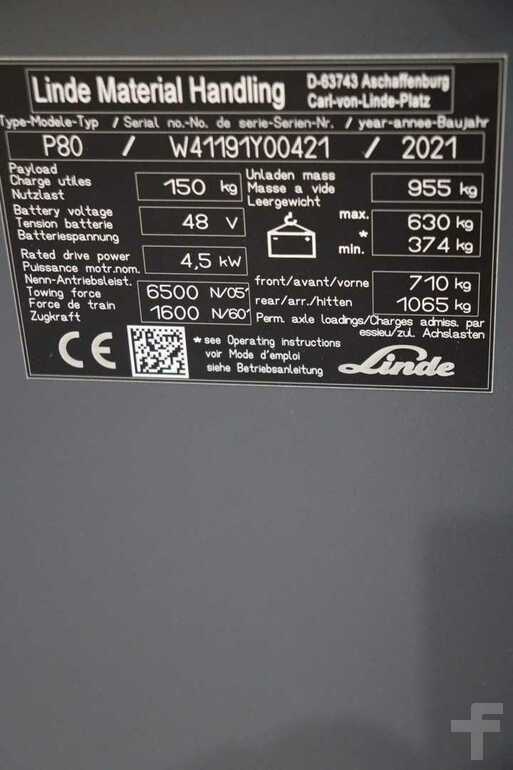 Linde Material Handling
D-63743 Aschaffenburg
Carl-von-Linde-Platz
Type-Modele-Typ / Serial no.-No. de serie-Serien-Nr. / year-annee-Baujahr
P80 / W41191Y00421 / 2021
Payload
Charge utiles
Nutzlast
150 kg
Unladen mass
Masse a vide
Leergewicht
955 kg
Battery voltage
Tension batterie
Batteriespannung
48 V
max.
630 kg
*
min.
374 kg
Rated drive power
Puissance motr.nom.
Nenn-Antriebsleist.
4,5 kW
front/avant/vorne
710 kg
Towing force
Force de train
Zugkraft
6500 N/05'
1600 N/60'
rear/arr./hitten
1065 kg
Perm. axle loadings/Charges admiss. par
essieu/zul. Achslasten
CE
* see Operating instructions
voir Mode d'emploi
siehe Betriebsanleitung
Linde